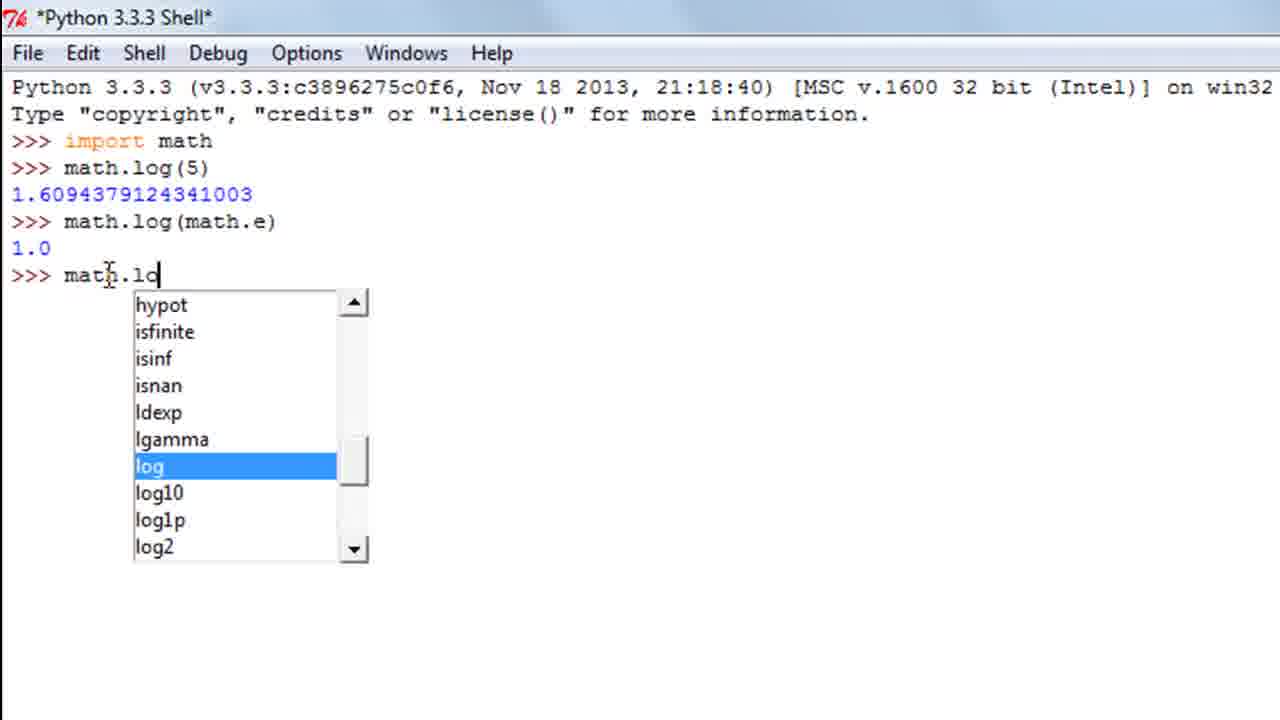 *Python 3.3.3 Shell*
File Edit Shell Debug Options Windows Help
Python 3.3.3 (v3.3.3:c3896275c0f6, Nov 18 2013, 21:18:40) [MSC v.1600 32 bit (Intel)] on win32
Type "copyright", "credits" or "license()" for more information.
>>> import math
>>> math.log(5)
1.6094379124341003
>>> math.log(math.e)
1.0
>>> math.lo
hypot
isfinite
isinf
isnan
ldexp
lgamma
log
log10
log1p
log2